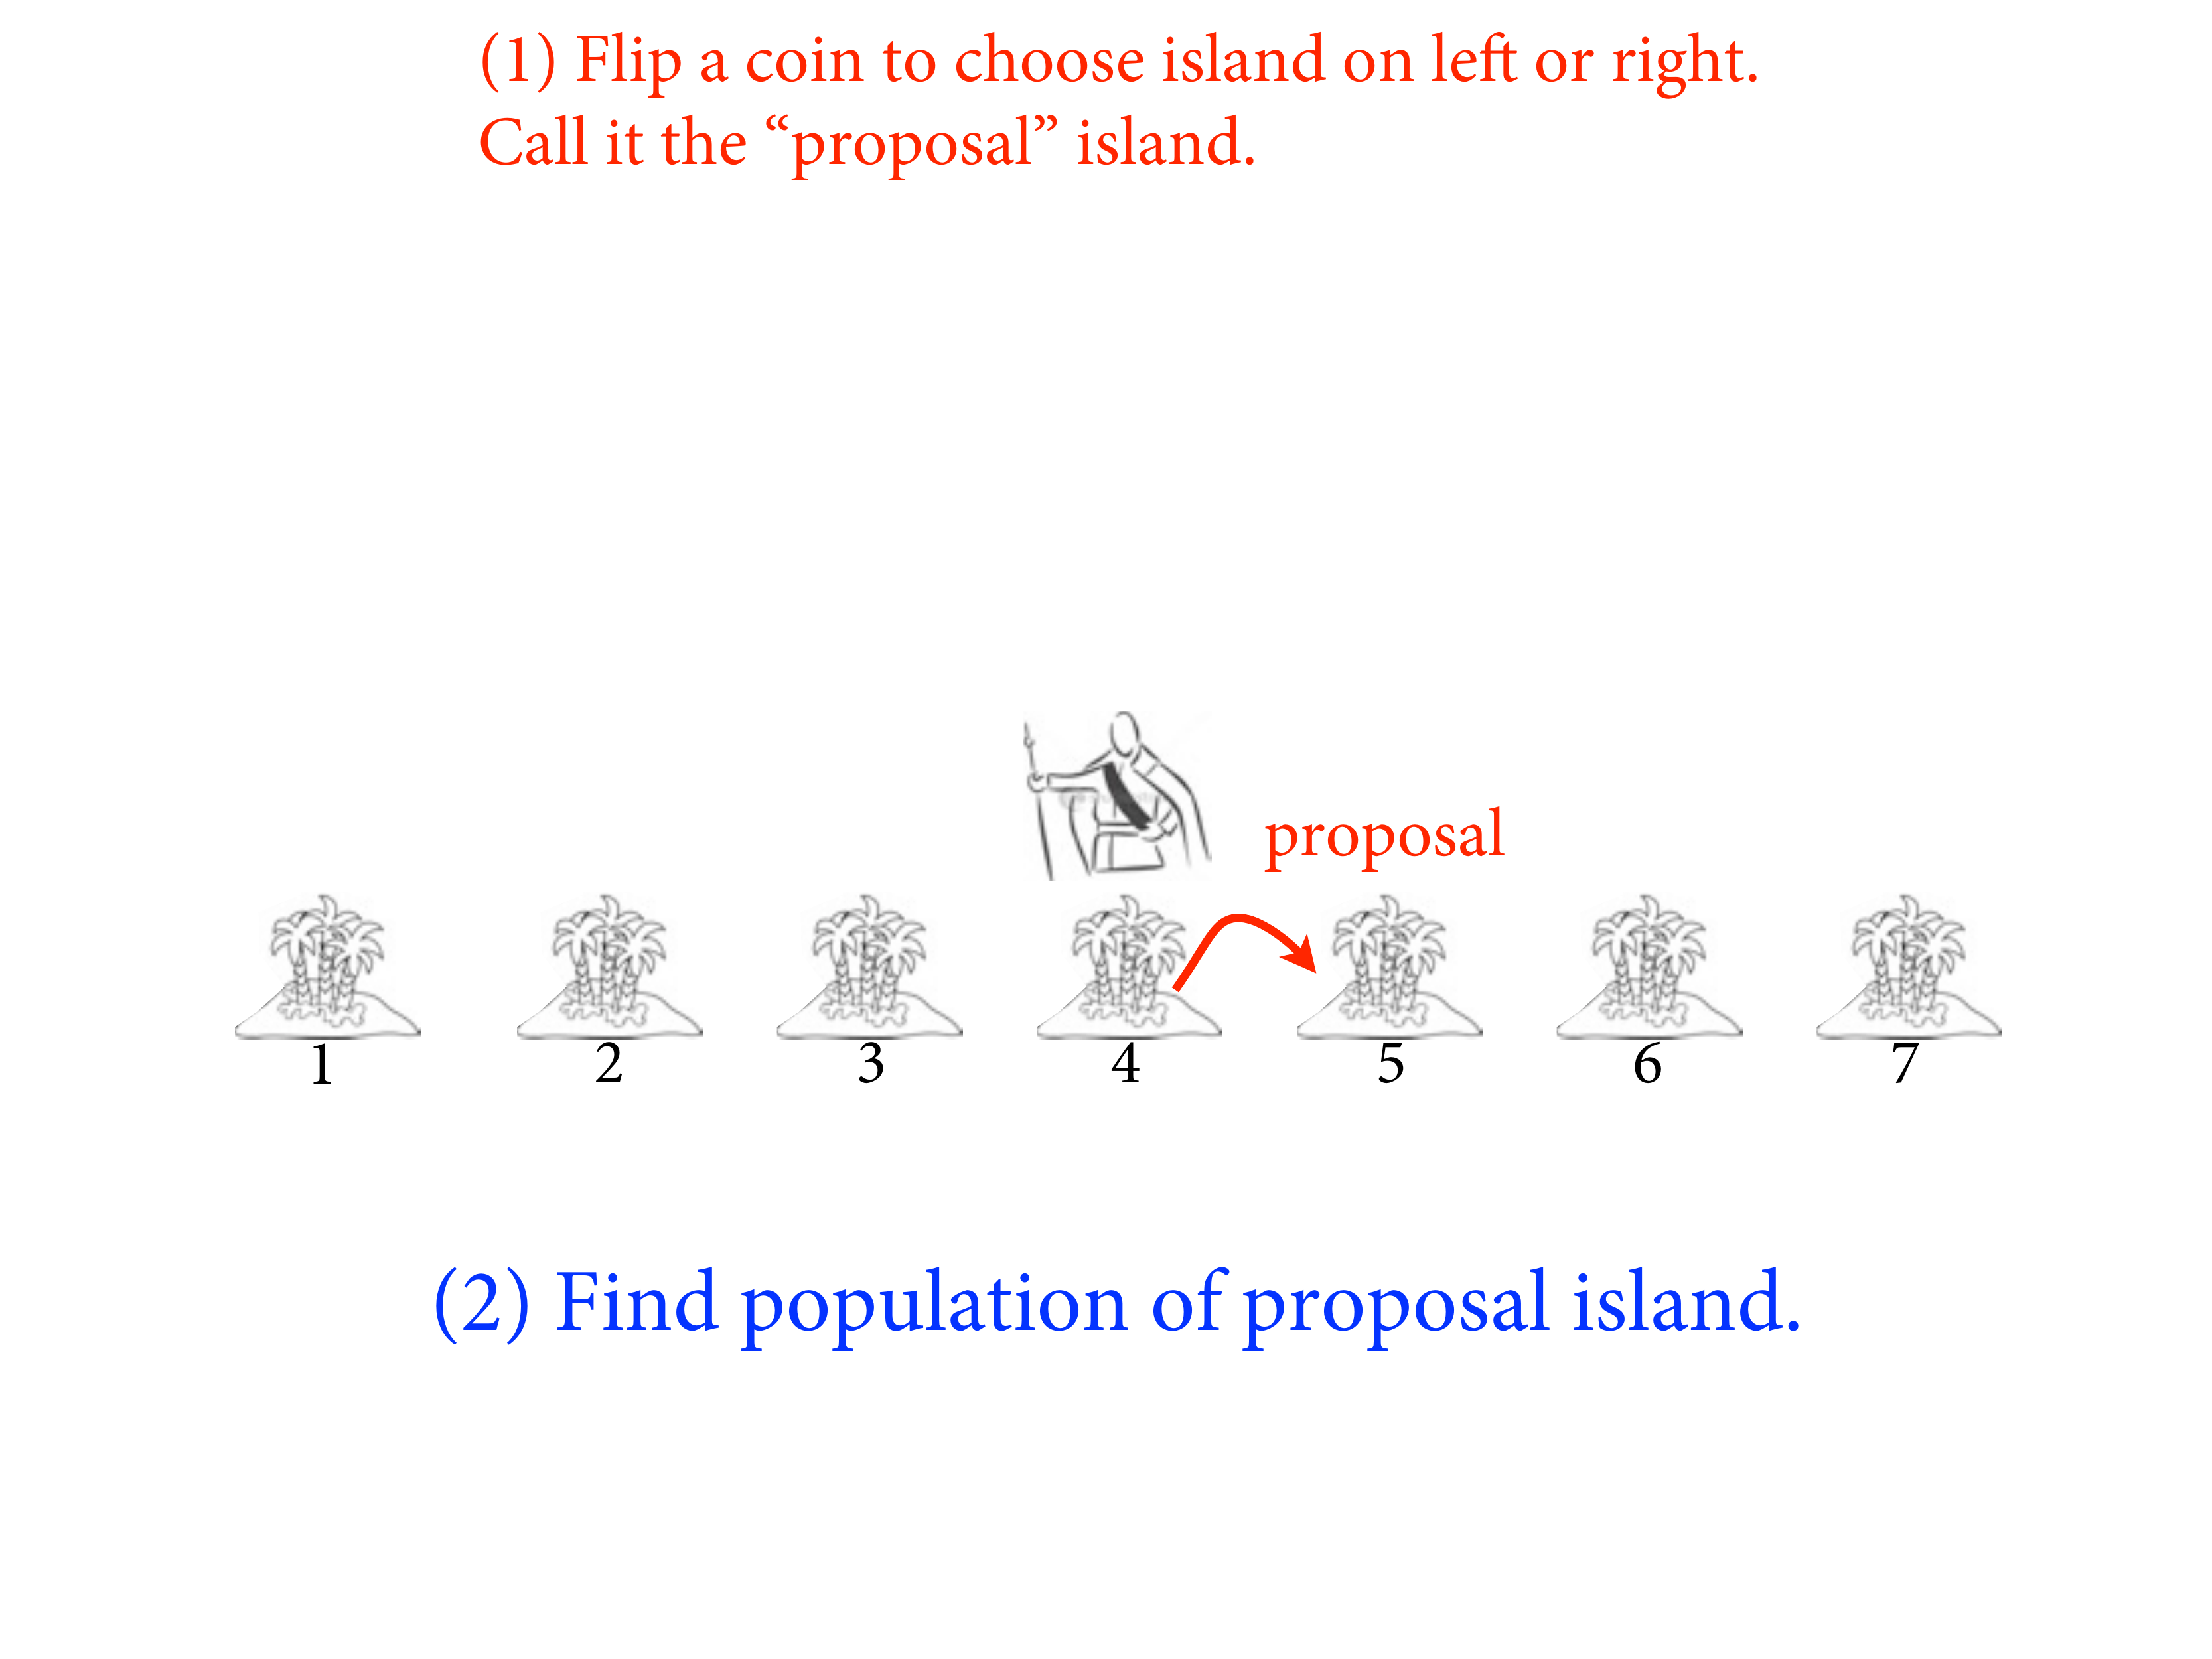 (1) Flip a coin to choose island on left or right.
Call it the “proposal” island.
proposal
1 2 3 4 5 6 7
(2) Find population of proposal island.